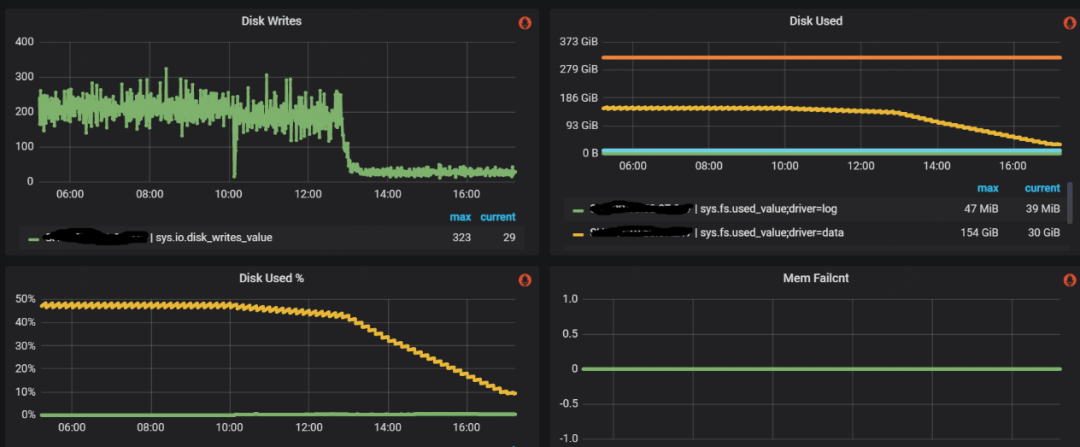 Disk Writes
400
300
200
100
0
06:00 08:00 10:00 12:00 14:00 16:00
max current
| sys.io.disk_writes_value 323 29
Disk Used
373 GiB
279 GiB
186 GiB
93 GiB
0 B
06:00 08:00 10:00 12:00 14:00 16:00
max current
| sys.fs.used_value;driver=log 47 MiB 39 MiB
| sys.fs.used_value;driver=data 154 GiB 30 GiB
Disk Used %
50%
40%
30%
20%
10%
0%
06:00 08:00 10:00 12:00 14:00 16:00
Mem Failcnt
1.0
0.5
0
-0.5
-1.0